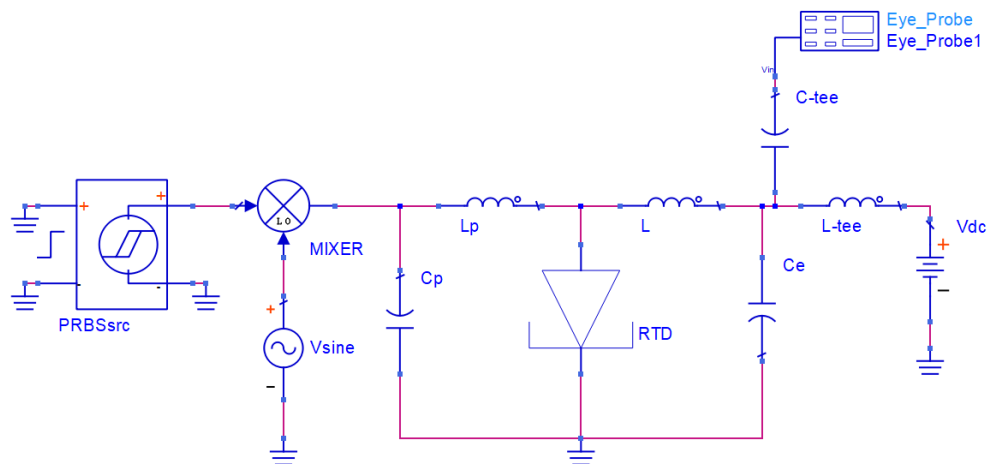 Eye_Probe
Eye_Probe1
Vin
C-tee
LO
MIXER
Lp
L
L-tee
Vdc
Cp
Ce
PRBSsrc
Vsine
RTD